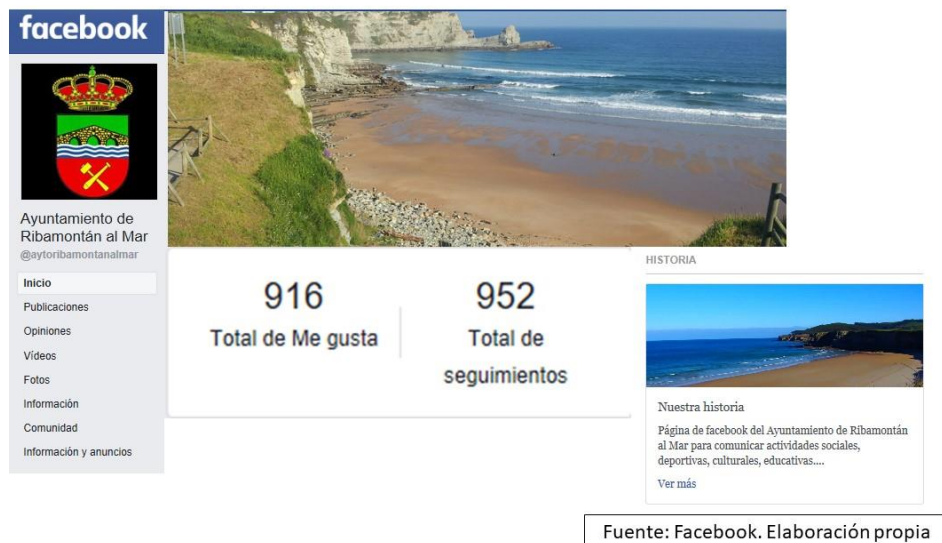 facebook
Ayuntamiento de
Ribamontán al Mar
@aytoribamontanalmar
Inicio
Publicaciones
Opiniones
Vídeos
Fotos
Información
Comunidad
Información y anuncios
916
Total de Me gusta
952
Total de
seguimientos
HISTORIA
Nuestra historia
Página de facebook del Ayuntamiento de Ribamontán
al Mar para comunicar actividades sociales,
deportivas, culturales, educativas....
Ver más
Fuente: Facebook. Elaboración propia